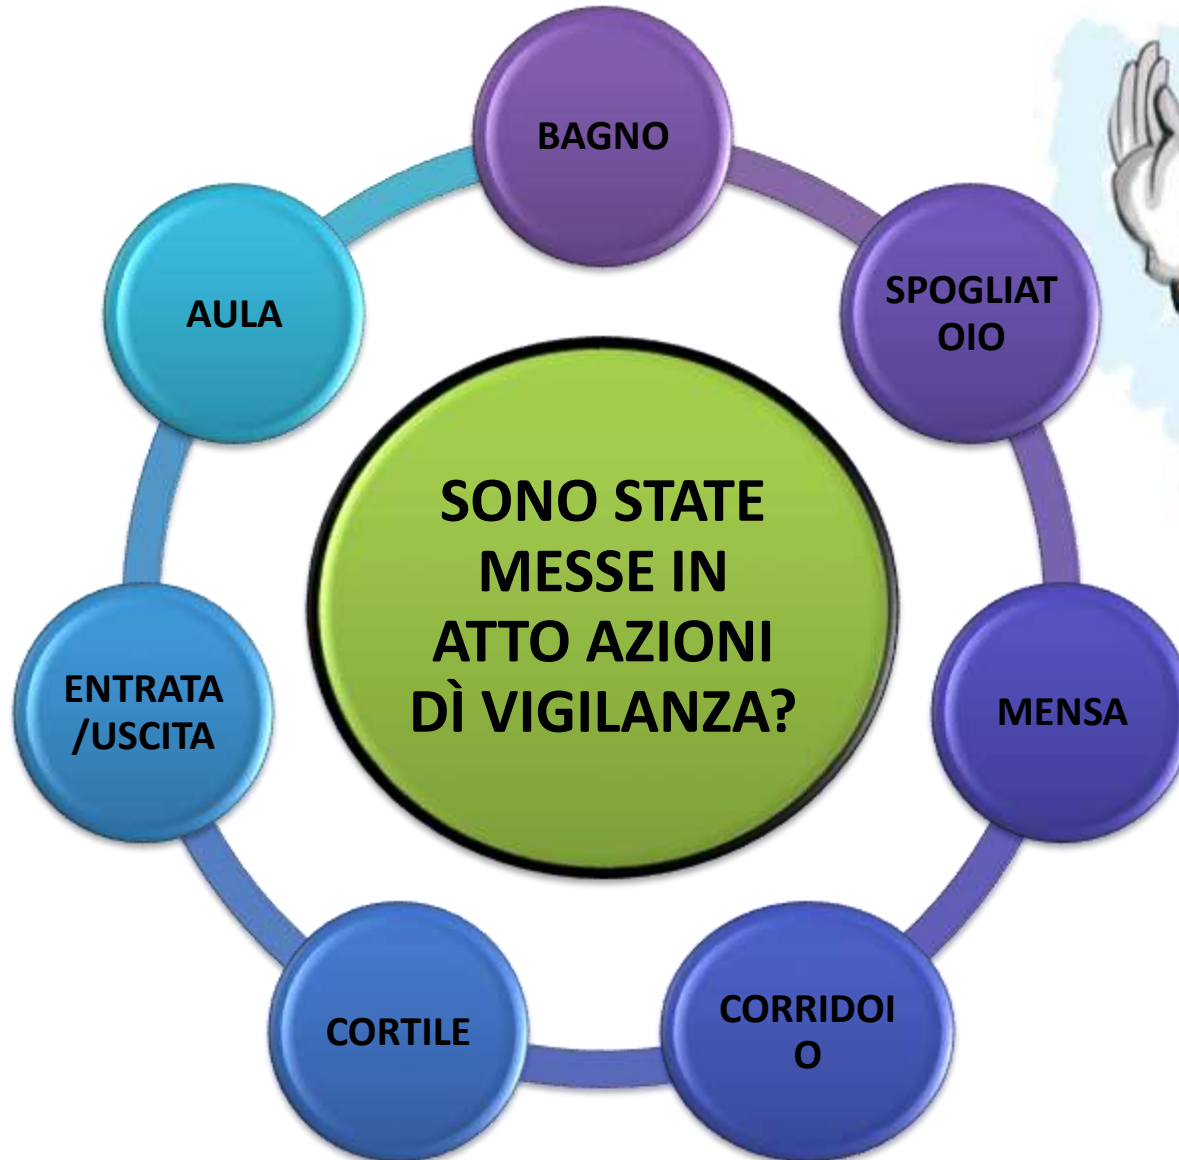 BAGNO
SPOGLIAT
OIO
MENSA
CORRIDOI
O
CORTILE
ENTRATA
/USCITA
AULA
SONO STATE
MESSE IN
ATTO AZIONI
DÌ VIGILANZA?